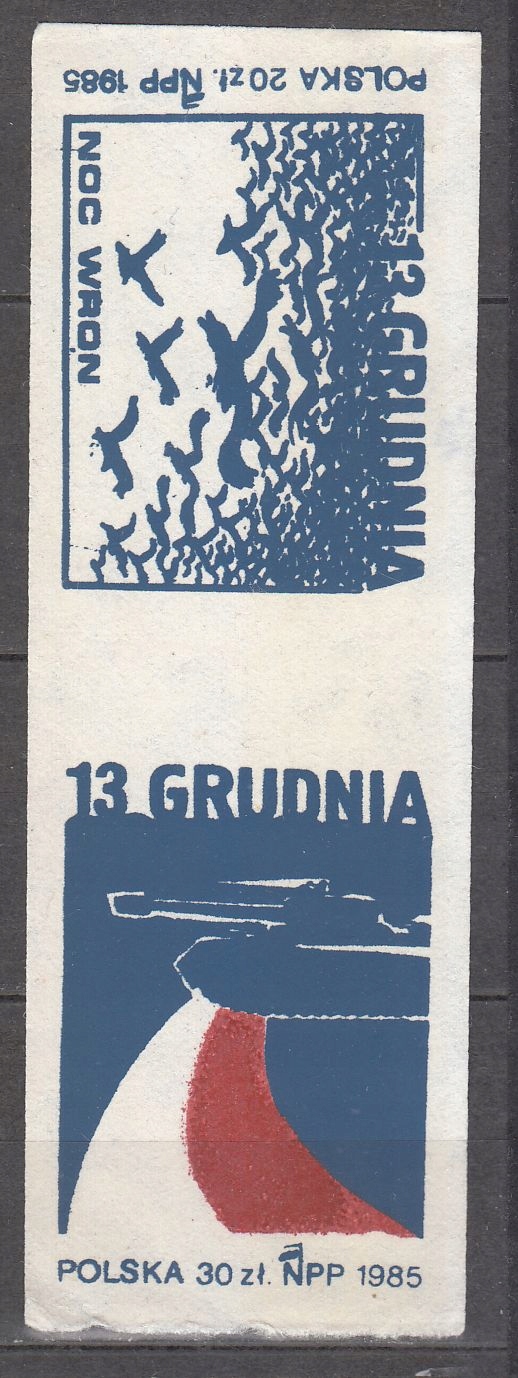 POLSKA 20 zł. NPP 1985
NOC WRON
13 GRUDNIA
13 GRUDNIA
POLSKA 30 zł. NPP 1985